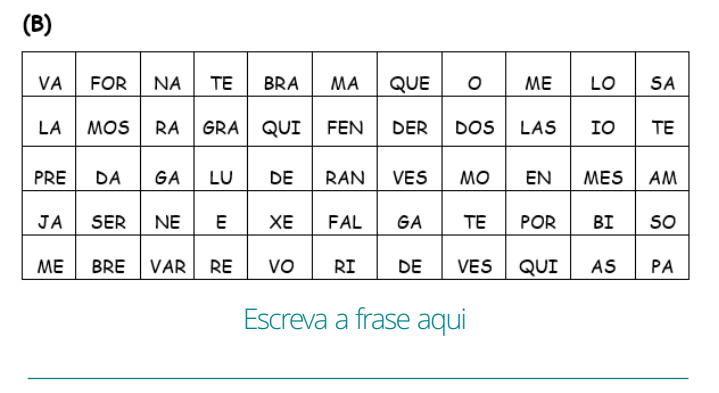 (B)
VA FOR NA TE BRA MA QUE O ME LO SA
LA MOS RA GRA QUI FEN DER DOS LAS IO TE
PRE DA GA LU DE RAN VES MO EN MES AM
JA SER NE E XE FAL GA TE POR BI SO
ME BRE VAR RE VO RI DE VES QUI AS PA
Escreva a frase aqui